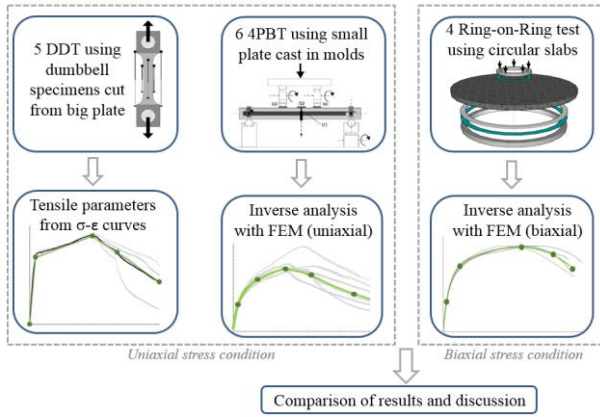 5 DDT using
dumbbell
specimens cut
from big plate
6 4PBT using small
plate cast in molds
4 Ring-on-Ring test
using circular slabs
Tensile parameters
from σ-ε curves
Inverse analysis
with FEM (uniaxial)
Inverse analysis
with FEM (biaxial)
Uniaxial stress condition
Biaxial stress condition
Comparison of results and discussion